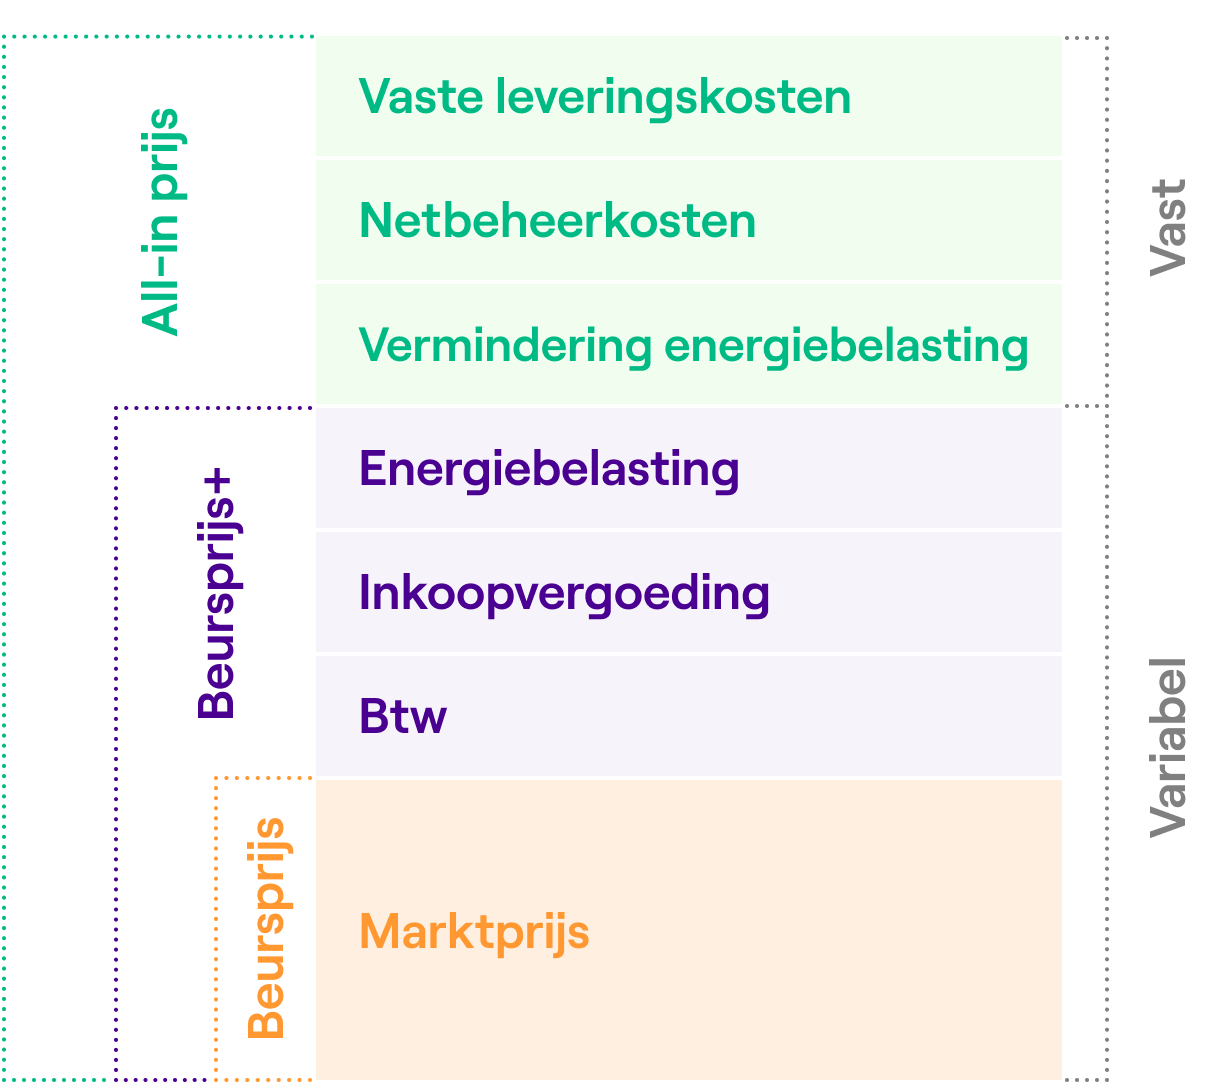 All-in prijs
Vaste leveringskosten
Netbeheerkosten
Vermindering energiebelasting
Vast
Beursprijs+
Energiebelasting
Inkoopvergoeding
Btw
Variabel
Beursprijs
Marktprijs